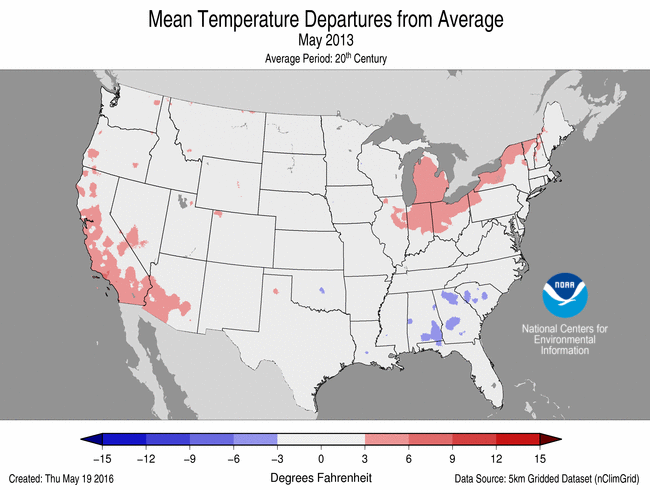 Mean Temperature Departures from Average
May 2013
Average Period: 20th Century
NOAA
National Centers for
Environmental
Information
-15 -12 -9 -6 -3 0 3 6 9 12 15
Created: Thu May 19 2016
Degrees Fahrenheit
Data Source: 5km Gridded Dataset (nClimGrid)